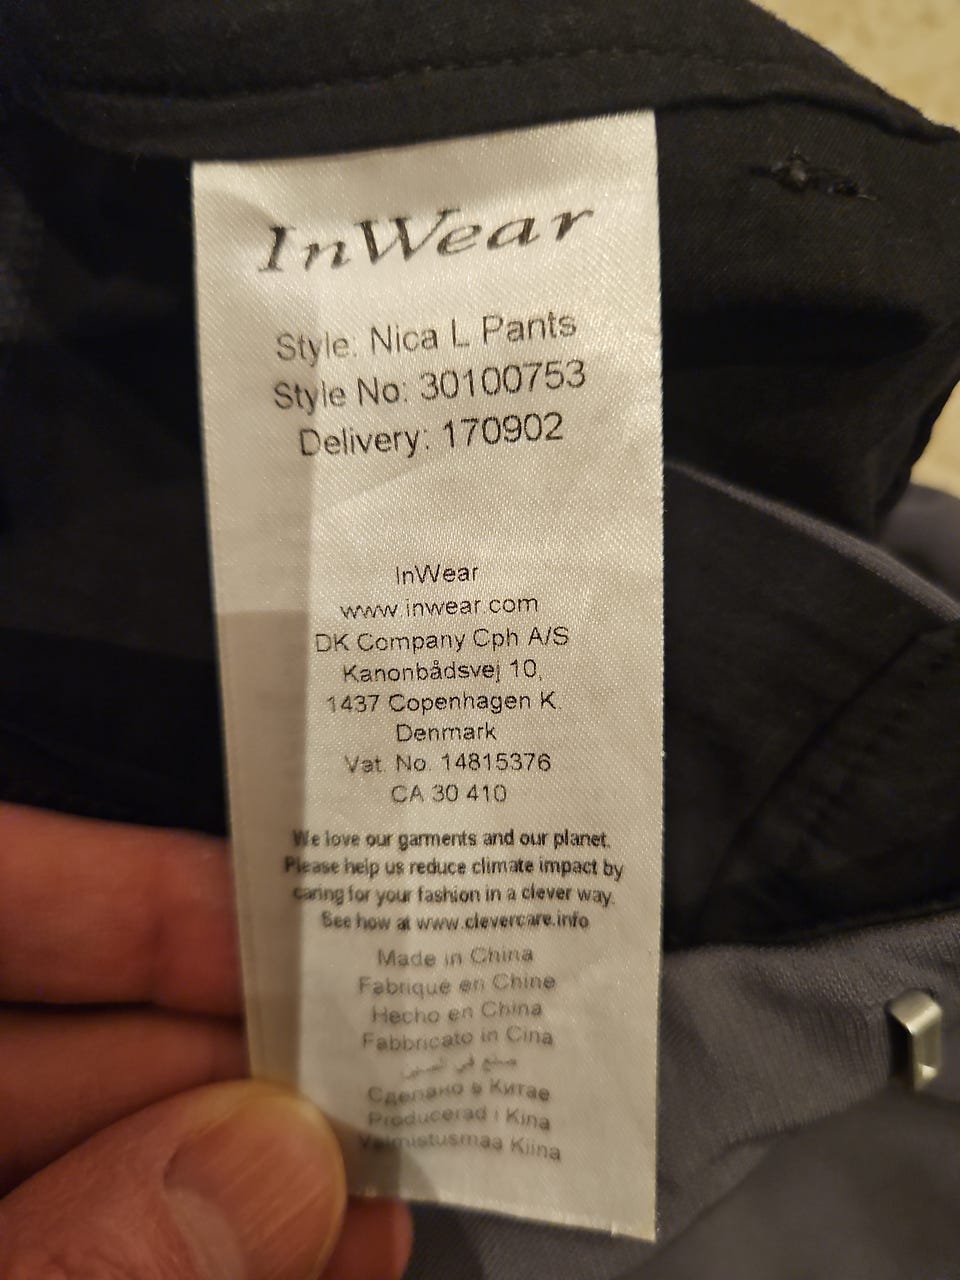 InWear
Style: Nica L Pants
Style No: 30100753
Delivery: 170902
InWear
www.inwear.com
DK Company Cph A/S
Kanonbådsvej 10,
1437 Copenhagen K.
Denmark
Vat. No. 14815376
CA 30 410
We love our garments and our planet.
Please help us reduce climate impact by
caring for your fashion in a clever way.
See how at www.clevercare.info
Made in China
Fabriqué en Chine
Hecho en China
Fabbricato in Cina
صنع في الصين
Сделано в Китае
Producerad i Kina
Valmistusmaa Kiina